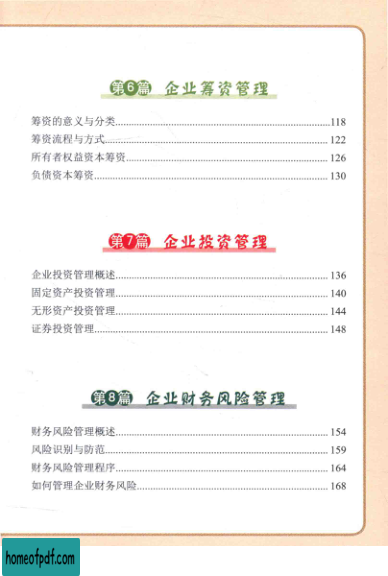 第6篇 企业筹资管理
筹资的意义与分类 118
筹资流程与方式 122
所有者权益资本筹资 126
负债资本筹资 130
第7篇 企业投资管理
企业投资管理概述 136
固定资产投资管理 140
无形资产投资管理 144
证券投资管理 148
第8篇 企业财务风险管理
财务风险管理概述 154
风险识别与防范 159
财务风险管理程序 164
如何管理企业财务风险 168
homeofpdf.com